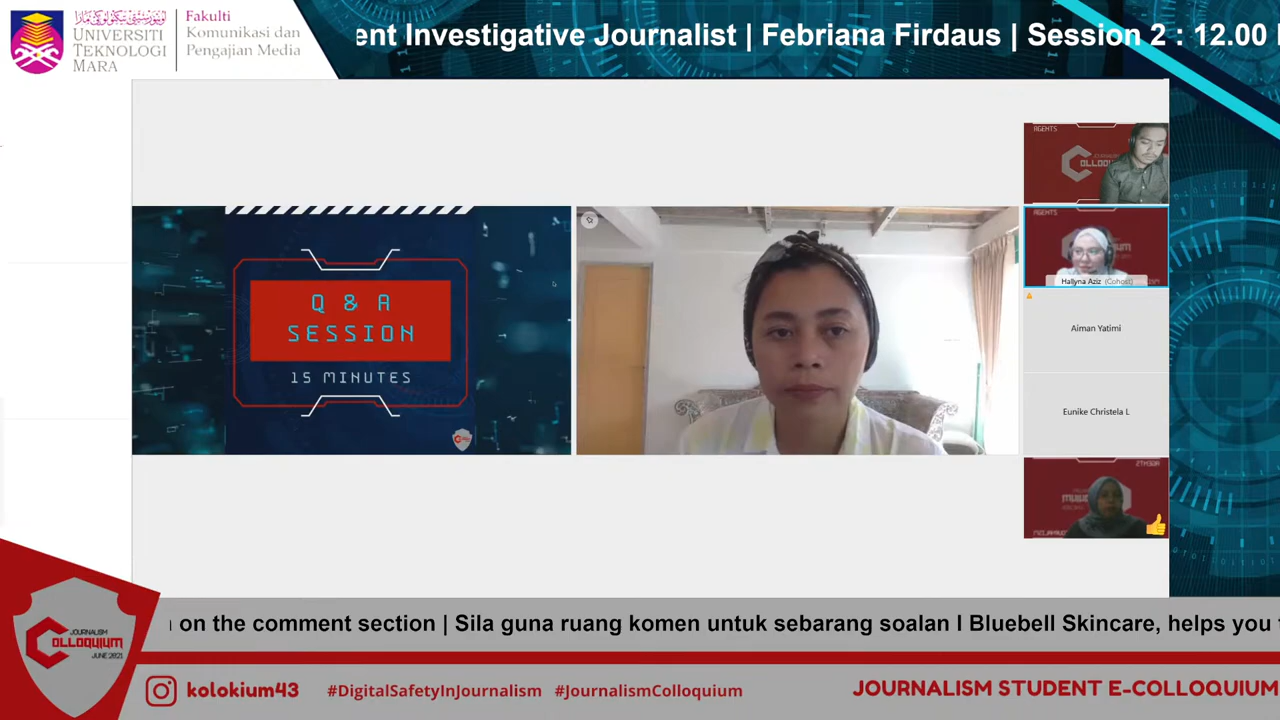 UNIVERSITI
TEKNOLOGI
MARA
Fakulti
Komunikasi dan
Pengajian Media
ent Investigative Journalist | Febriana Firdaus | Session 2 : 12.00
Q & A
SESSION
15 MINUTES
AGENTS
AGENTS
Hallyna Aziz (Cohost)
Aiman Yatimi
Eunike Christela L
on the comment section | Sila guna ruang komen untuk sebarang soalan I Bluebell Skincare, helps you
JOURNALISM
COLLOQUIUM
JUNE 2021
kolokium43
#DigitalSafetyInJournalism #JournalismColloquium
JOURNALISM STUDENT E-COLLOQUIUM